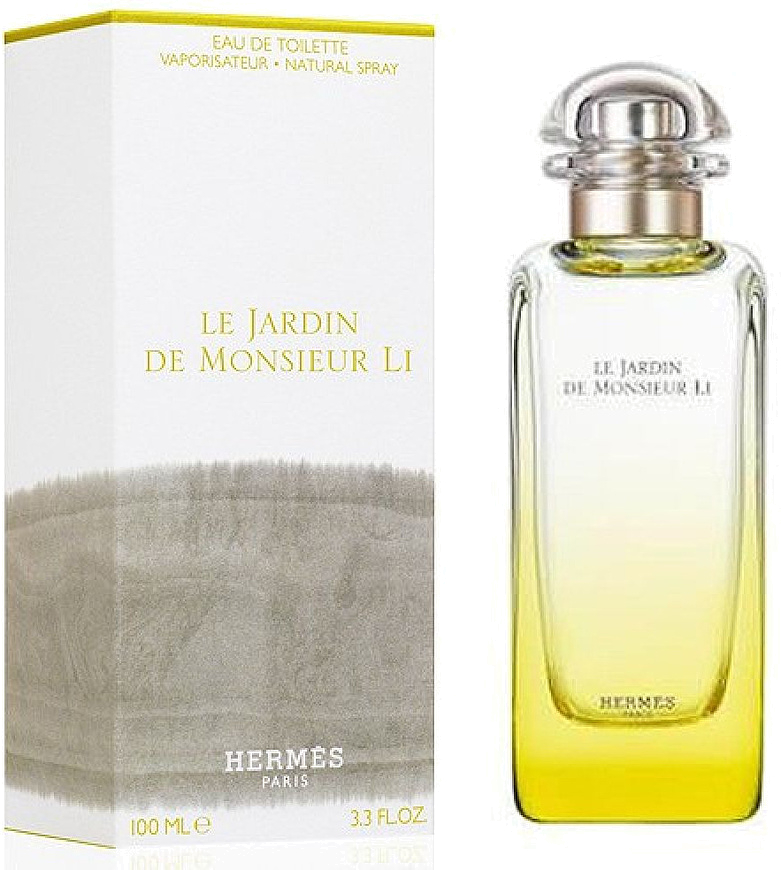 EAU DE TOILETTE
VAPORISATEUR • NATURAL SPRAY
LE JARDIN
DE MONSIEUR LI
HERMÈS
PARIS
100 ML e
3.3 FL.OZ.
LE JARDIN
DE MONSIEUR LI
HERMÈS
PARIS